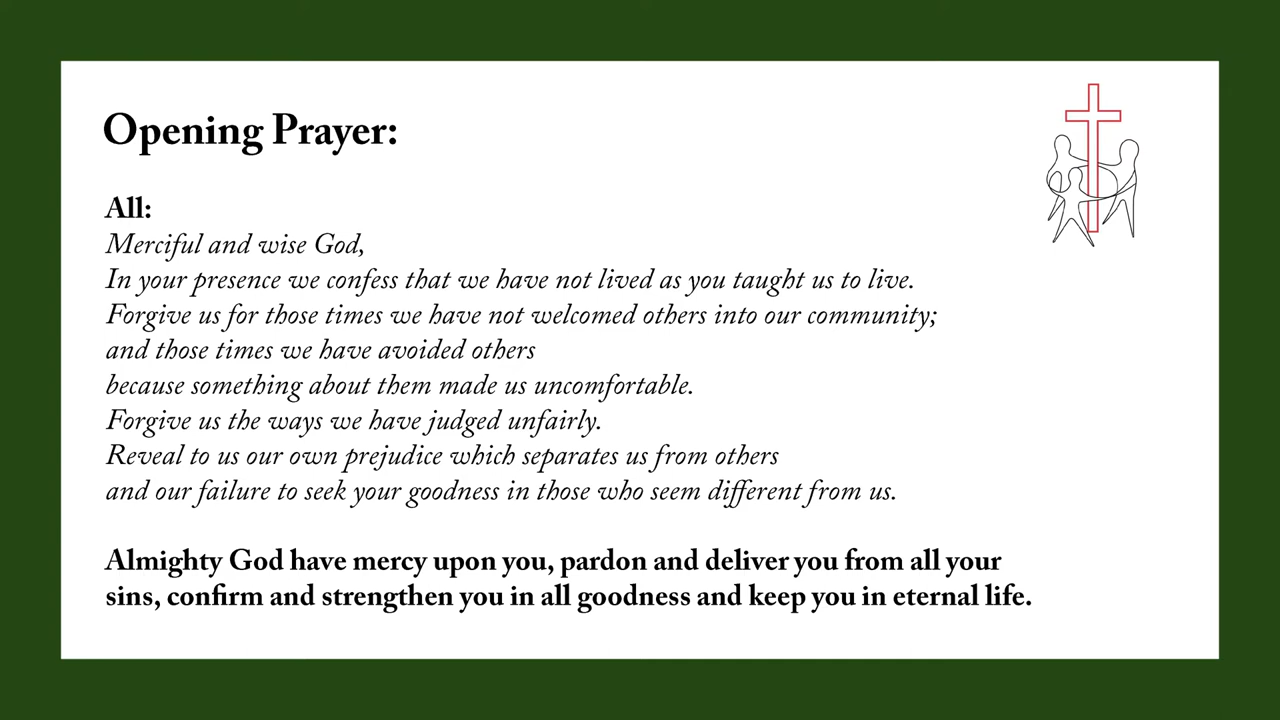 Opening Prayer:
All:
Merciful and wise God,
In your presence we confess that we have not lived as you taught us to live.
Forgive us for those times we have not welcomed others into our community;
and those times we have avoided others
because something about them made us uncomfortable.
Forgive us the ways we have judged unfairly.
Reveal to us our own prejudice which separates us from others
and our failure to seek your goodness in those who seem different from us.
Almighty God have mercy upon you, pardon and deliver you from all your
sins, confirm and strengthen you in all goodness and keep you in eternal life.